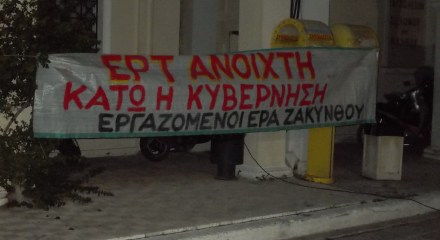 ΕΡΤ ΑΝΟΙΧΤΗ
ΚΑΤΩ Η ΚΥΒΕΡΝΗΣΗ
ΕΡΓΑΖΟΜΕΝΟΙ ΕΡΑ ΖΑΚΥΝΘΟΥ